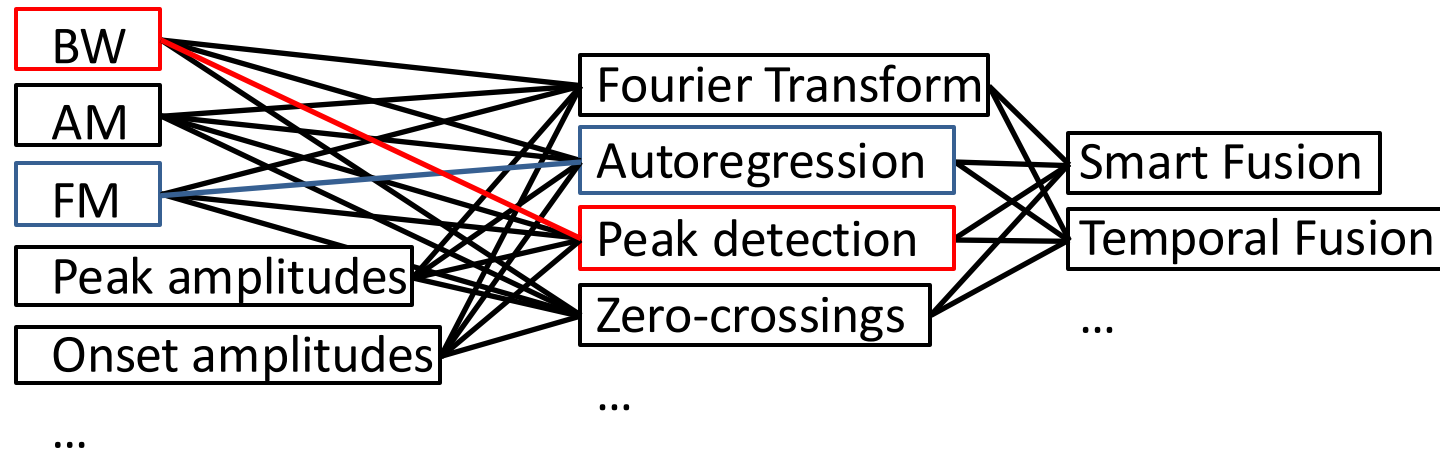 BW
AM
FM
Peak amplitudes
Onset amplitudes
...
Fourier Transform
Autoregression
Peak detection
Zero-crossings
...
Smart Fusion
Temporal Fusion
...